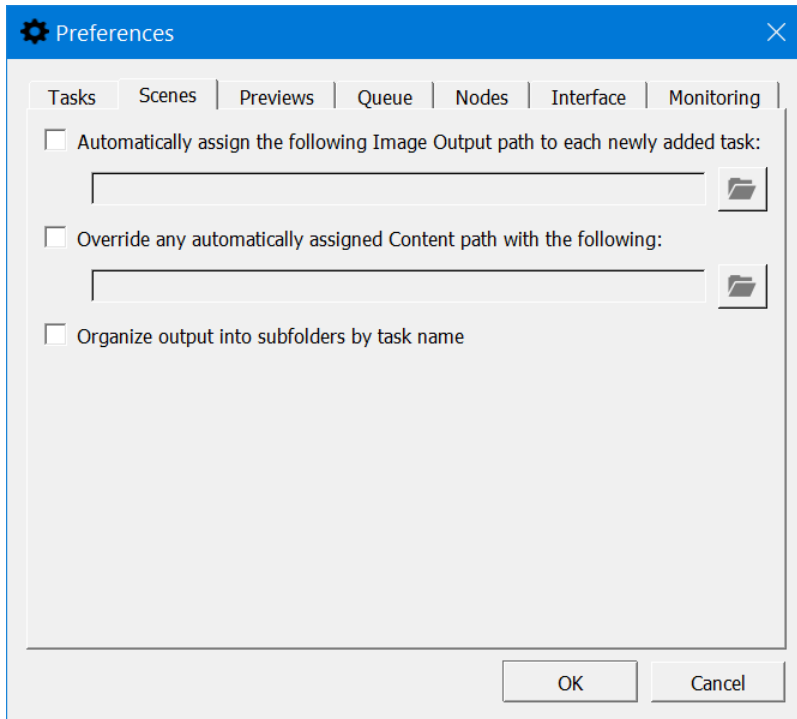 Preferences
Tasks Scenes Previews Queue Nodes Interface Monitoring
Automatically assign the following Image Output path to each newly added task:
Override any automatically assigned Content path with the following:
Organize output into subfolders by task name
OK Cancel